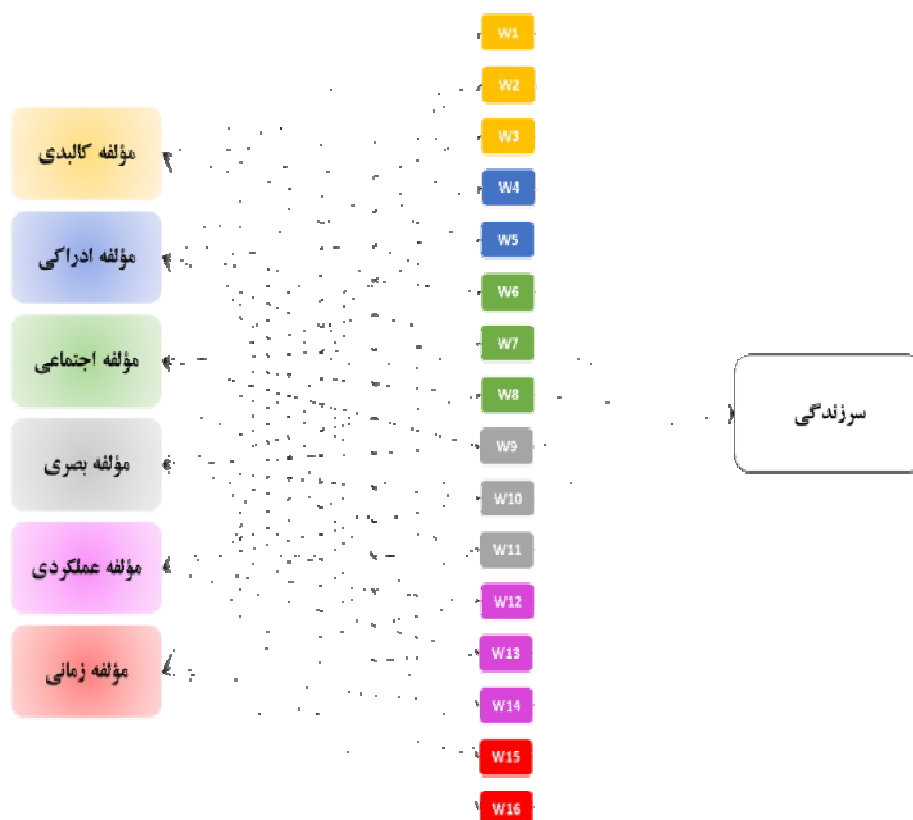 مؤلفه کالبدی
مؤلفه ادراکی
مؤلفه اجتماعی
مؤلفه بصری
مؤلفه عملکردی
مؤلفه زمانی
W1
W2
W3
W4
W5
W6
W7
W8
W9
W10
W11
W12
W13
W14
W15
W16
سرزندگی